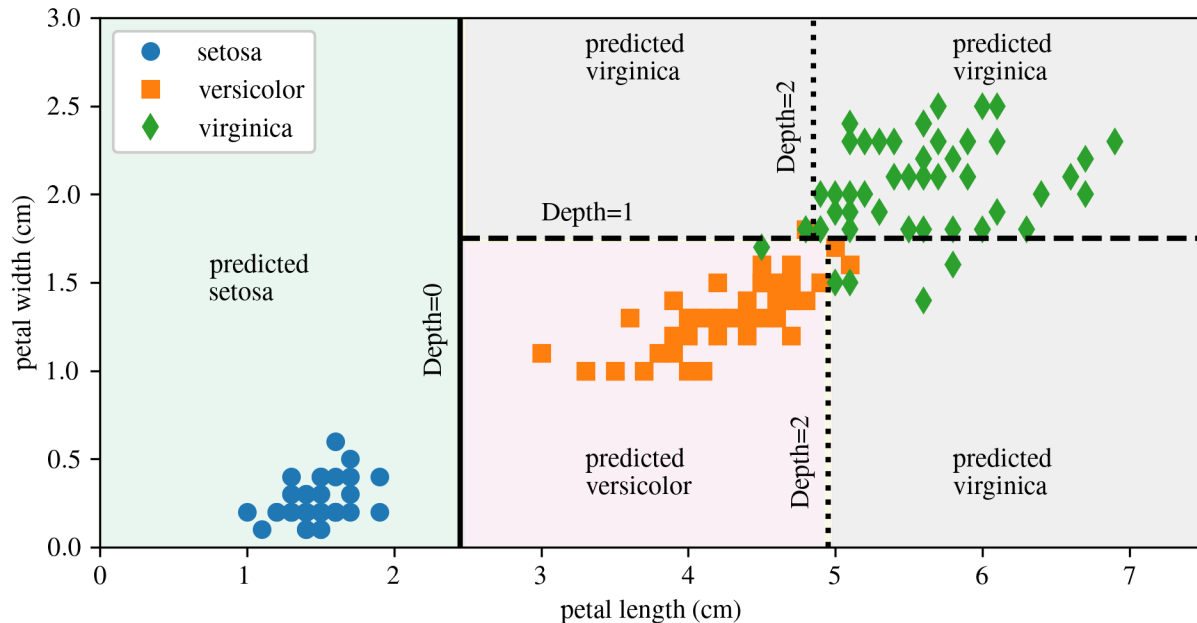 3.0
2.5
2.0
1.5
1.0
0.5
0.0
petal width (cm)
setosa
versicolor
virginica
predicted
setosa
Depth=0
predicted
virginica
Depth=2
predicted
virginica
Depth=1
predicted
versicolor
Depth=2
predicted
virginica
0
1
2
3
4
5
6
7
petal length (cm)